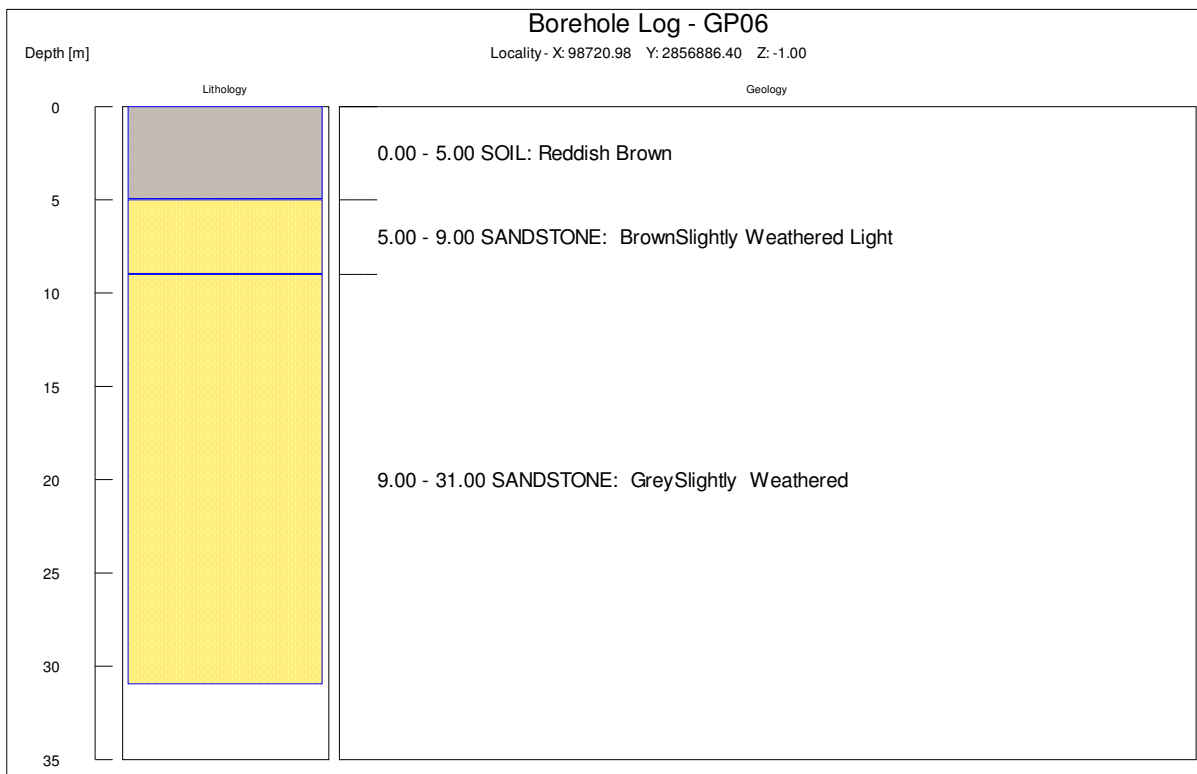 Borehole Log - GP06
Depth [m]
Locality - X: 98720.98 Y: 2856886.40 Z: -1.00
Lithology
Geology
0
0.00 - 5.00 SOIL: Reddish Brown
5
5.00 - 9.00 SANDSTONE: BrownSlightly Weathered Light
10
15
20
9.00 - 31.00 SANDSTONE: GreySlightly Weathered
25
30
35